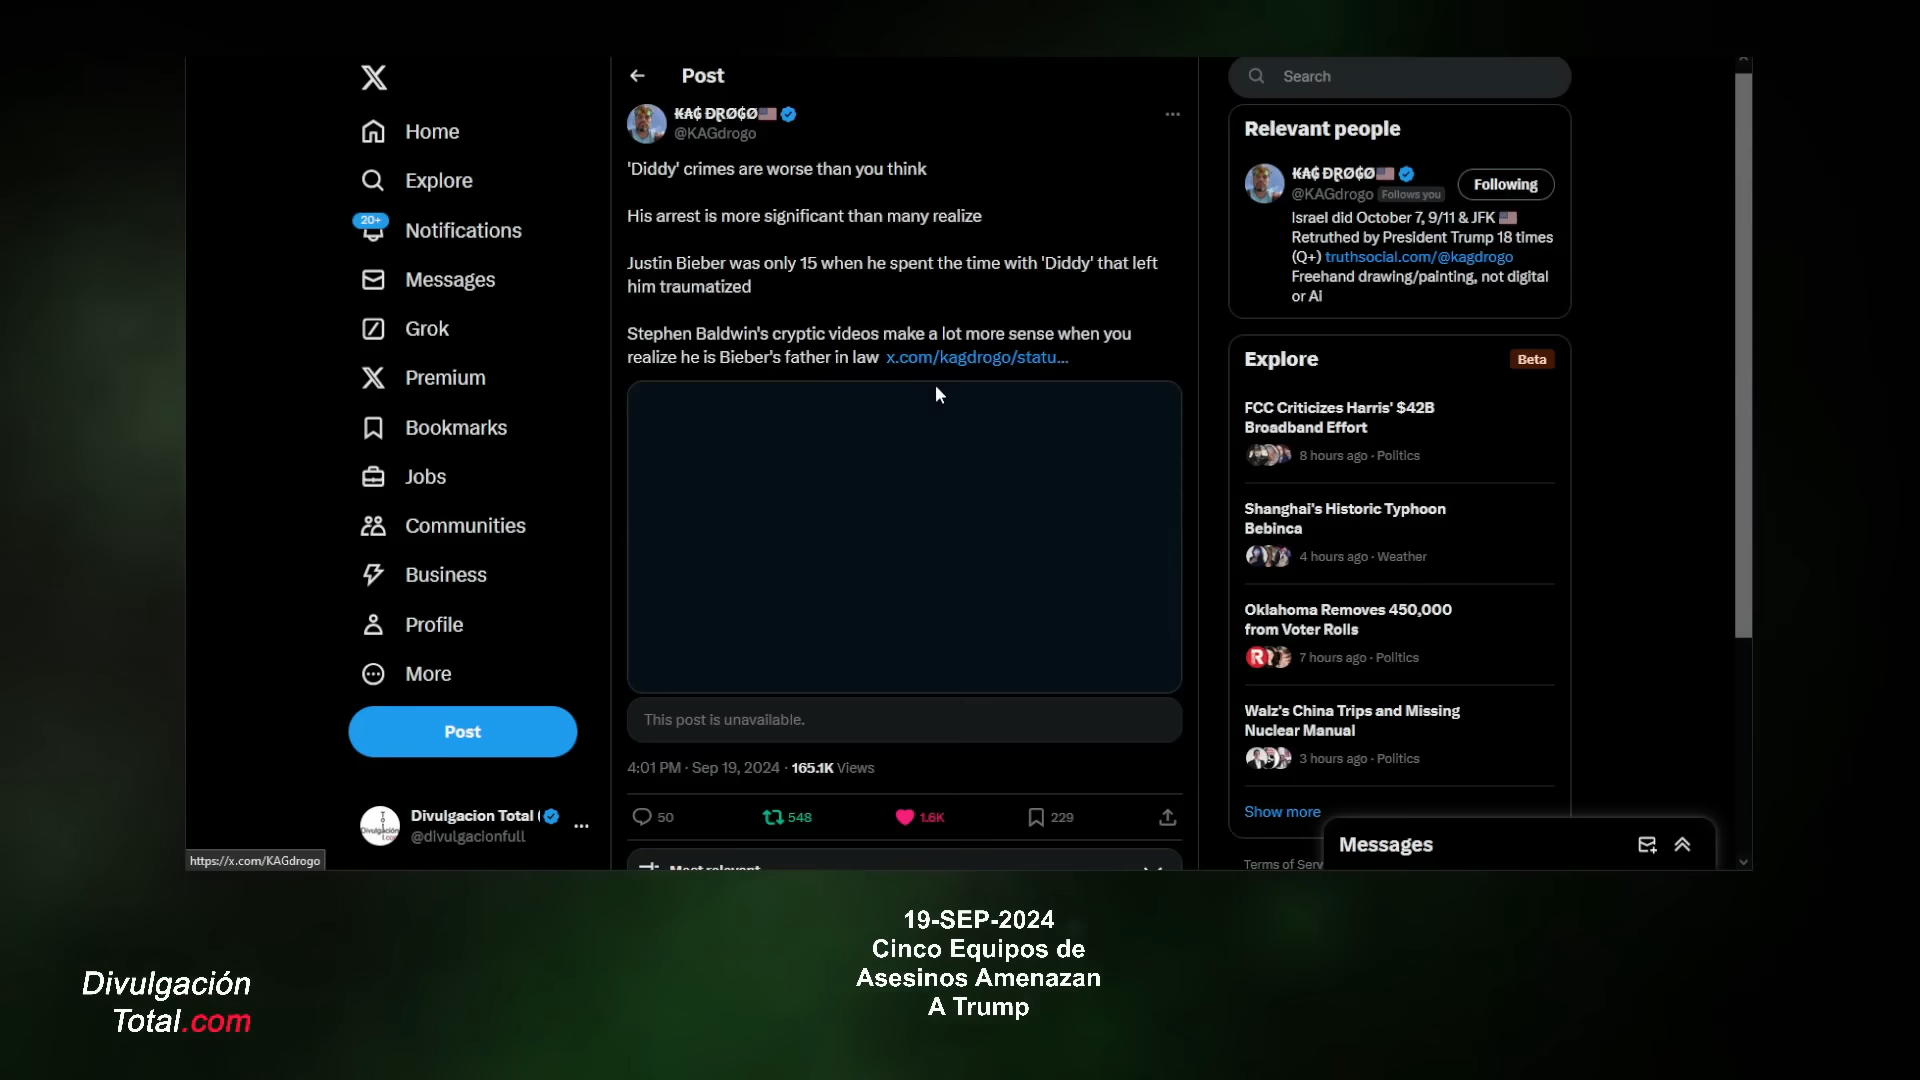 Home
Explore
20+
Notifications
Messages
Grok
Premium
Bookmarks
Jobs
Communities
Business
Profile
More
Post
Divulgacion Total (
@divulgacionfull
https://x.com/KAGdrogo
Post
₭₳₲ ĐⱤØ₲Ø
@KAGdrogo
'Diddy' crimes are worse than you think
His arrest is more significant than many realize
Justin Bieber was only 15 when he spent the time with 'Diddy' that left
him traumatized
Stephen Baldwin's cryptic videos make a lot more sense when you
realize he is Bieber's father in law x.com/kagdrogo/statu...
This post is unavailable.
4:01 PM · Sep 19, 2024 · 165.1K Views
50
548
1.6K
229
Most relevant
Search
Relevant people
₭₳₲ ĐⱤØ₲Ø
@KAGdrogo Follows you
Following
Israel did October 7, 9/11 & JFK
Retruthed by President Trump 18 times
(Q+) truthsocial.com/@kagdrogo
Freehand drawing/painting, not digital
or Ai
Explore
Beta
FCC Criticizes Harris' $42B
Broadband Effort
8 hours ago · Politics
Shanghai's Historic Typhoon
Bebinca
4 hours ago · Weather
Oklahoma Removes 450,000
from Voter Rolls
7 hours ago · Politics
Walz's China Trips and Missing
Nuclear Manual
3 hours ago · Politics
Show more
Messages
Terms of Serv
19-SEP-2024
Cinco Equipos de
Asesinos Amenazan
A Trump
Divulgación
Total.com